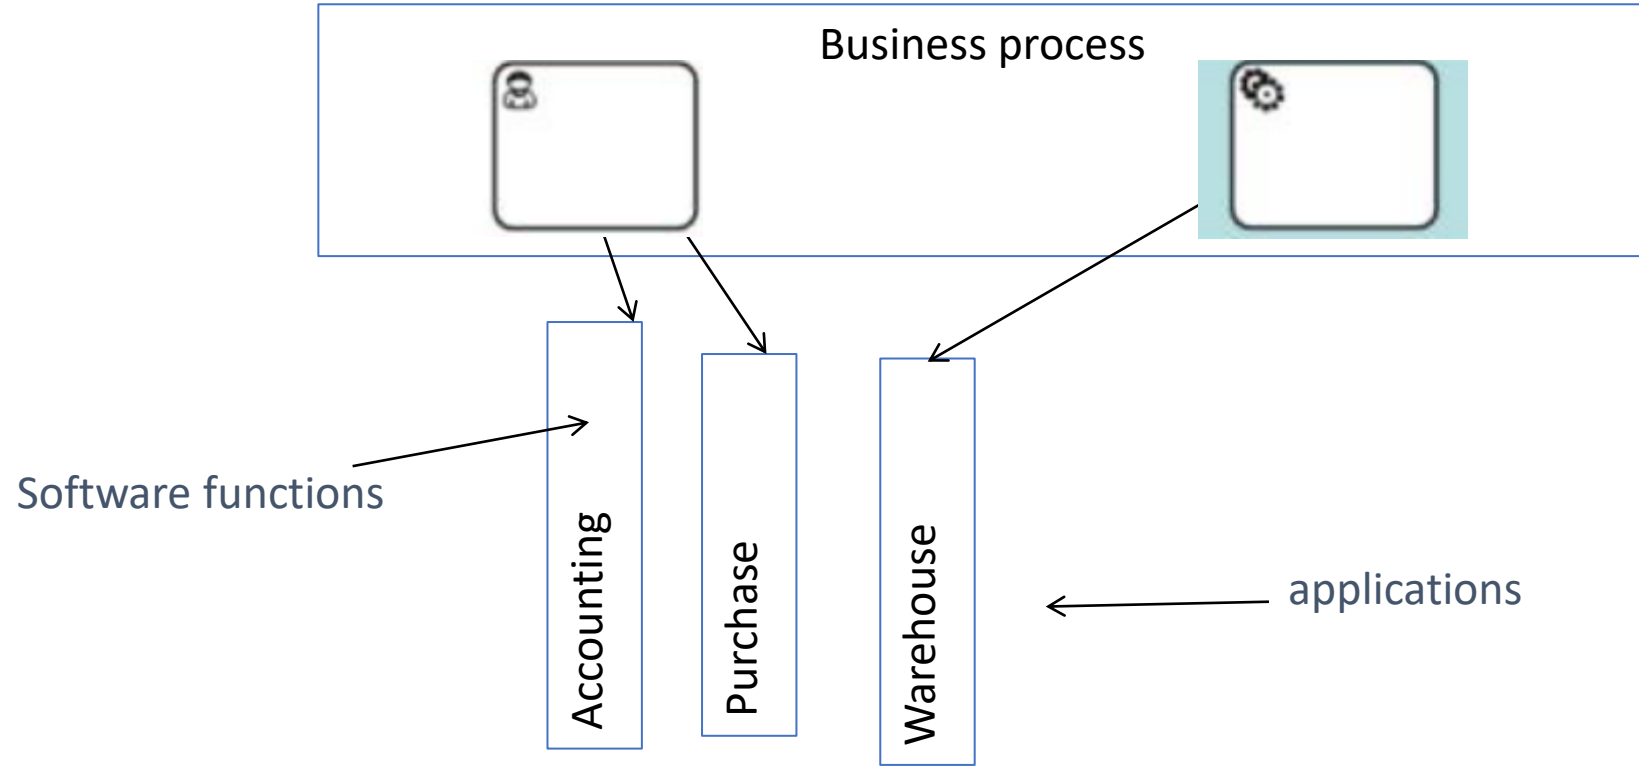 Business process
Software functions
Accounting
Purchase
Warehouse
applications